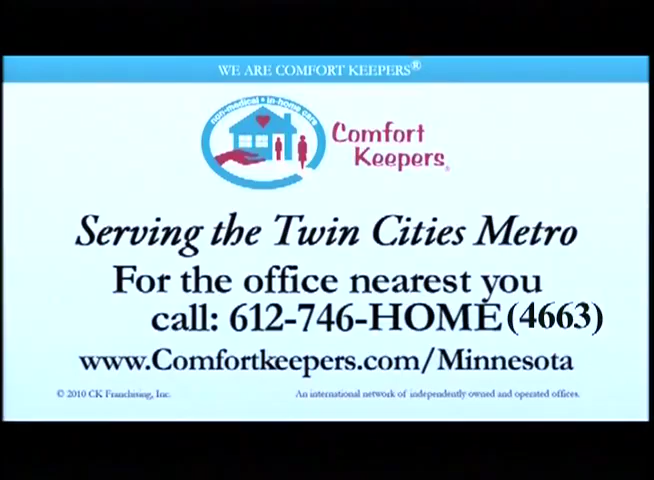 WE ARE COMFORT KEEPERS®
non-medical • in-home care
Comfort
Keepers®
Serving the Twin Cities Metro
For the office nearest you
call: 612-746-HOME (4663)
www.Comfortkeepers.com/Minnesota
© 2010 CK Franchising, Inc.
An international network of independently owned and operated offices.